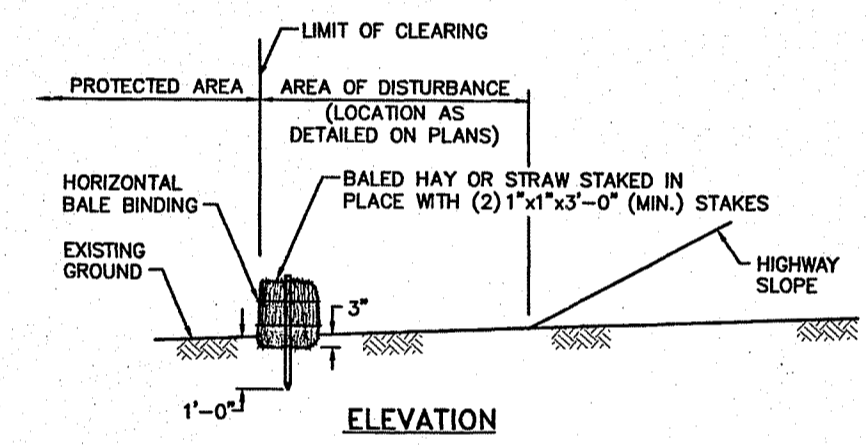 LIMIT OF CLEARING
PROTECTED AREA
AREA OF DISTURBANCE
(LOCATION AS
DETAILED ON PLANS)
HORIZONTAL
BALE BINDING
BALED HAY OR STRAW STAKED IN
PLACE WITH (2) 1"x1"x3'-0" (MIN.) STAKES
EXISTING
GROUND
HIGHWAY
SLOPE
3"
1'-0"
ELEVATION